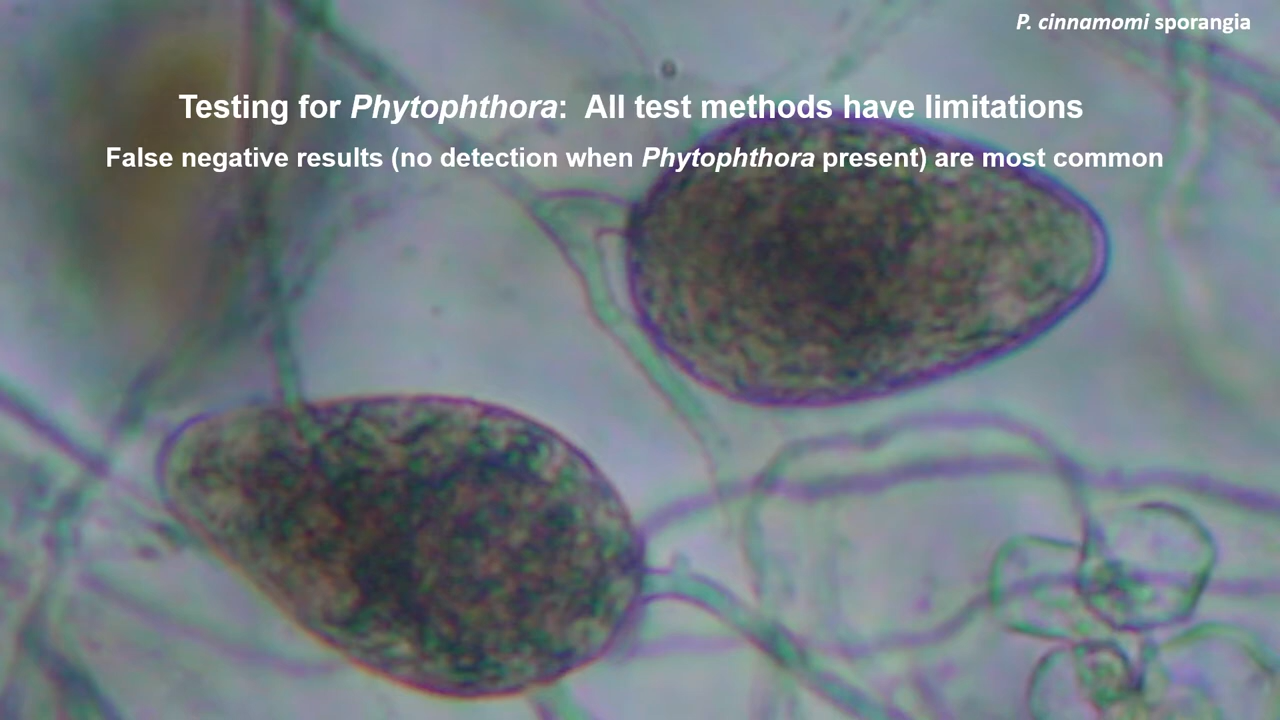 P. cinnamomi sporangia
Testing for Phytophthora:  All test methods have limitations
False negative results (no detection when Phytophthora present) are most common